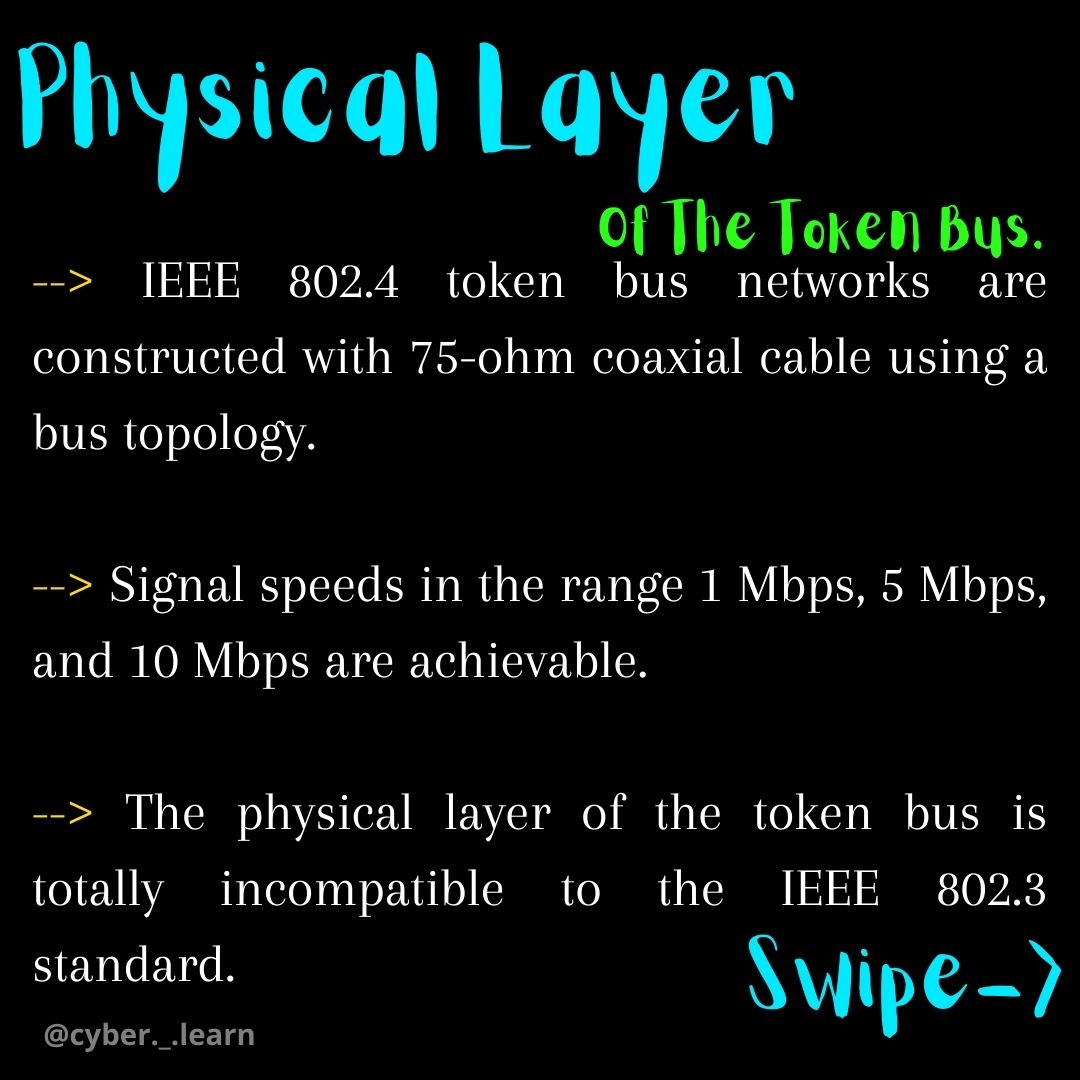 Physical Layer
Of The Token Bus.
--> IEEE 802.4 token bus networks are
constructed with 75-ohm coaxial cable using a
bus topology.
--> Signal speeds in the range 1 Mbps, 5 Mbps,
and 10 Mbps are achievable.
--> The physical layer of the token bus is
totally incompatible to the IEEE 802.3
standard.
Swipe->
@cyber._.learn